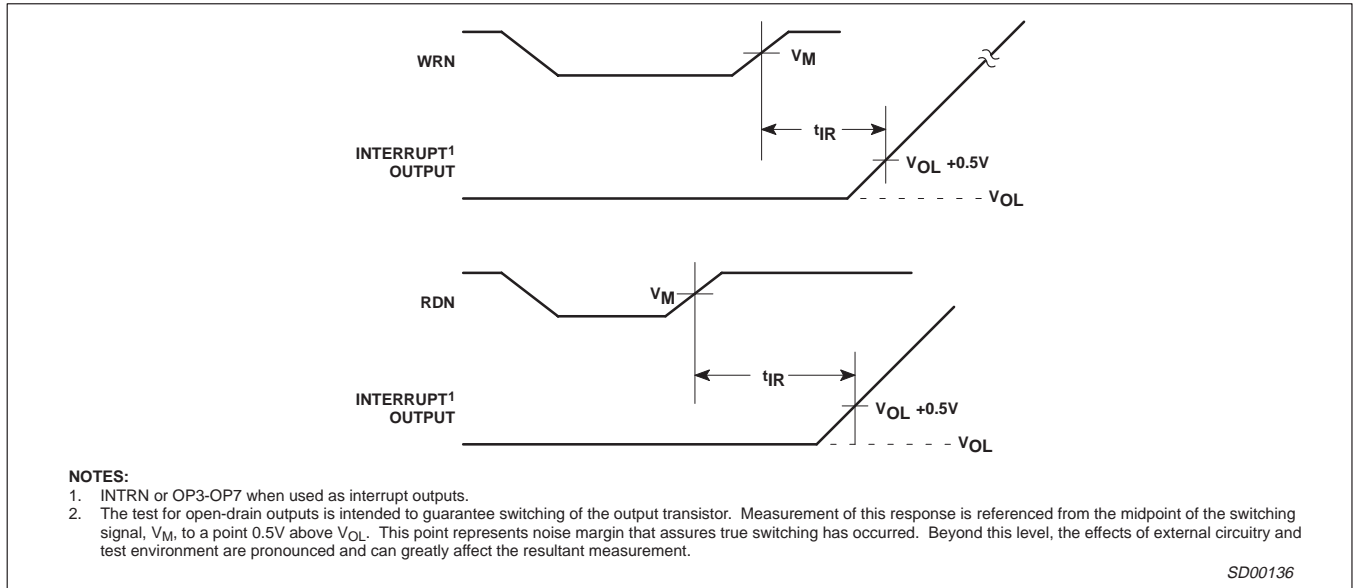 WRN
VM
tIR
INTERRUPT1
OUTPUT
VOL +0.5V
VOL
RDN
VM
tIR
INTERRUPT1
OUTPUT
VOL +0.5V
VOL
NOTES:
1. INTRN or OP3-OP7 when used as interrupt outputs.
2. The test for open-drain outputs is intended to guarantee switching of the output transistor. Measurement of this response is referenced from the midpoint of the switching
signal, VM, to a point 0.5V above VOL. This point represents noise margin that assures true switching has occurred. Beyond this level, the effects of external circuitry and
test environment are pronounced and can greatly affect the resultant measurement.
SD00136